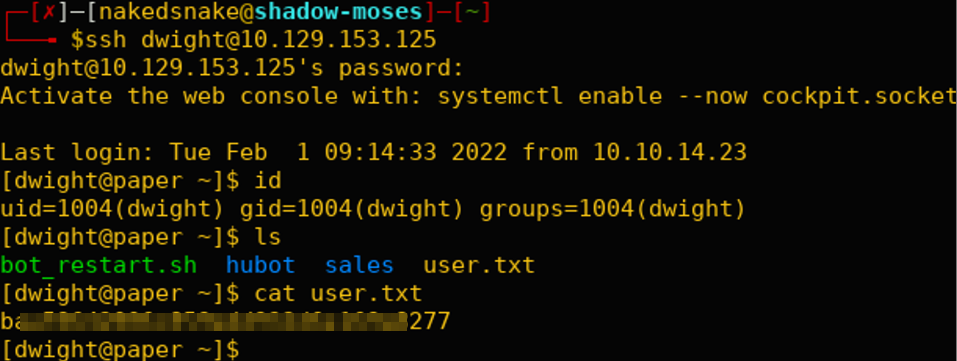 ┌─[✗]─[nakedsnake@shadow-moses]─[~]
└──╼ $ssh dwight@10.129.153.125
dwight@10.129.153.125's password:
Activate the web console with: systemctl enable --now cockpit.socket
Last login: Tue Feb  1 09:14:33 2022 from 10.10.14.23
[dwight@paper ~]$ id
uid=1004(dwight) gid=1004(dwight) groups=1004(dwight)
[dwight@paper ~]$ ls
bot_restart.sh  hubot  sales  user.txt
[dwight@paper ~]$ cat user.txt
[dwight@paper ~]$